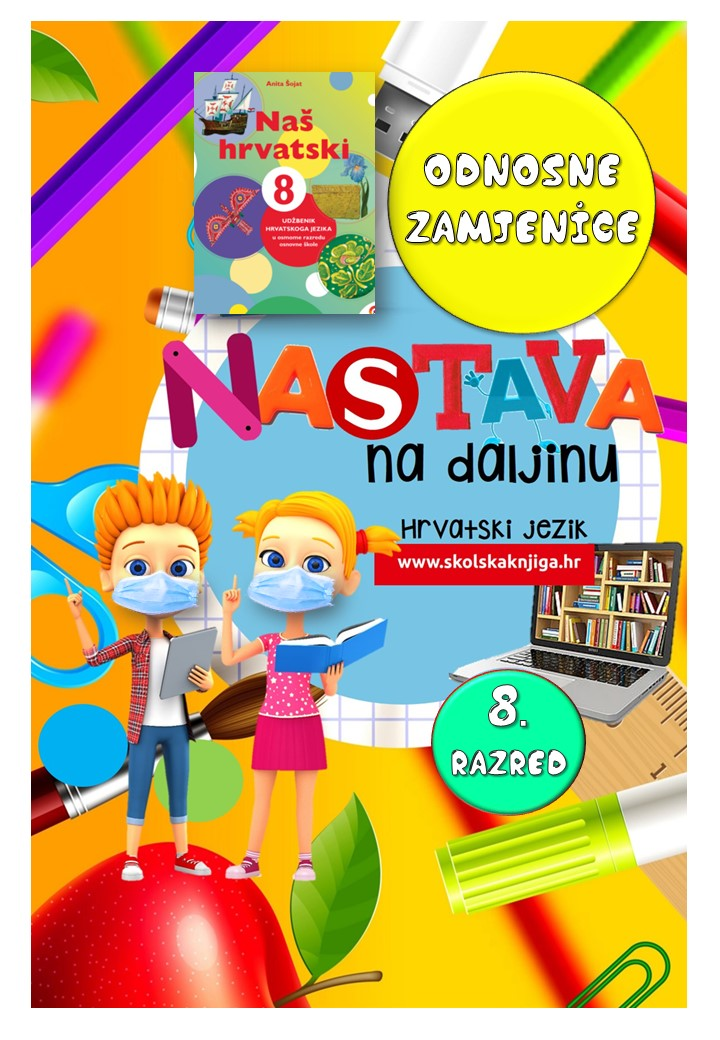 Anita Šojat
Naš
hrvatski
8
UDŽBENIK
HRVATSKOGA JEZIKA
u osmome razredu
osnovne škole
ODNOSNE
ZAMJENICE
NASTAVA
na daljinu
Hrvatski jezik
www.skolskaknjiga.hr
8.
RAZRED